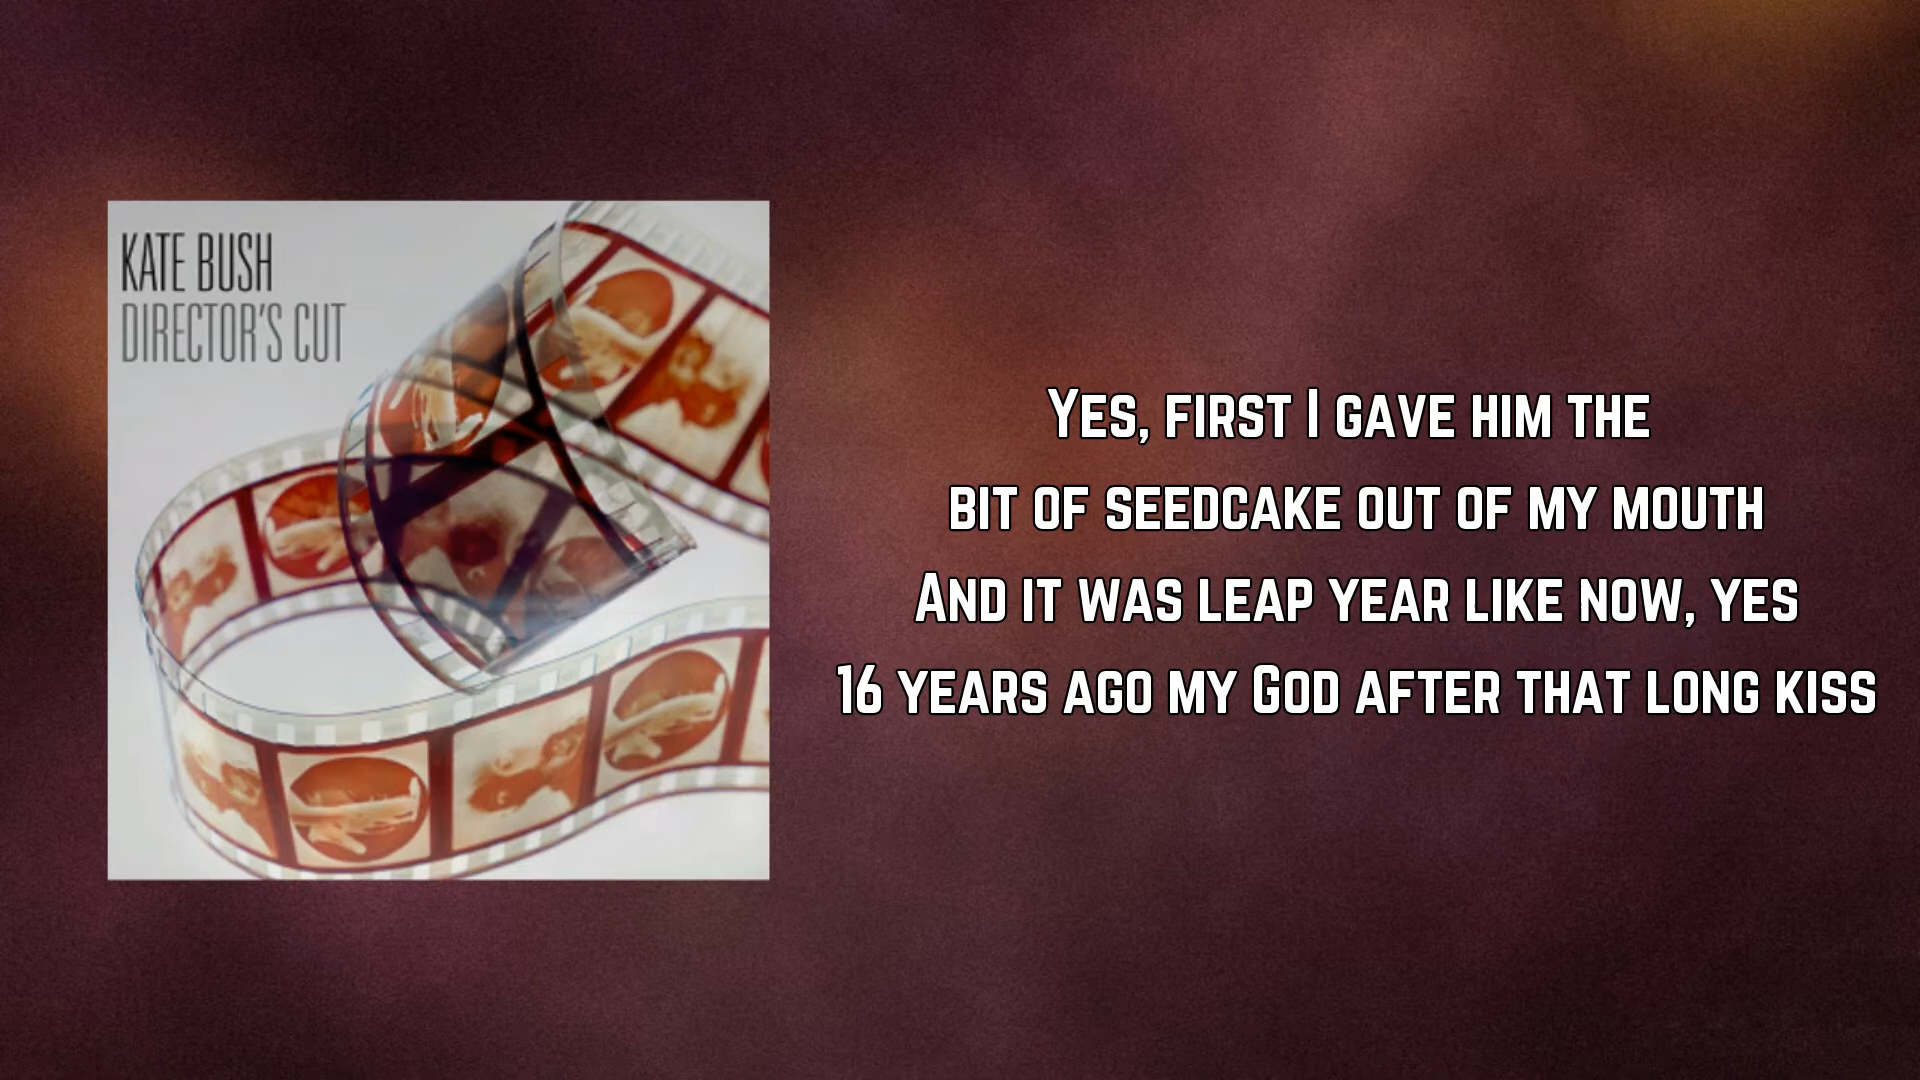 KATE BUSH
DIRECTOR'S CUT
Yes, first I gave him the
bit of seedcake out of my mouth
And it was leap year like now, yes
16 years ago my God after that long kiss